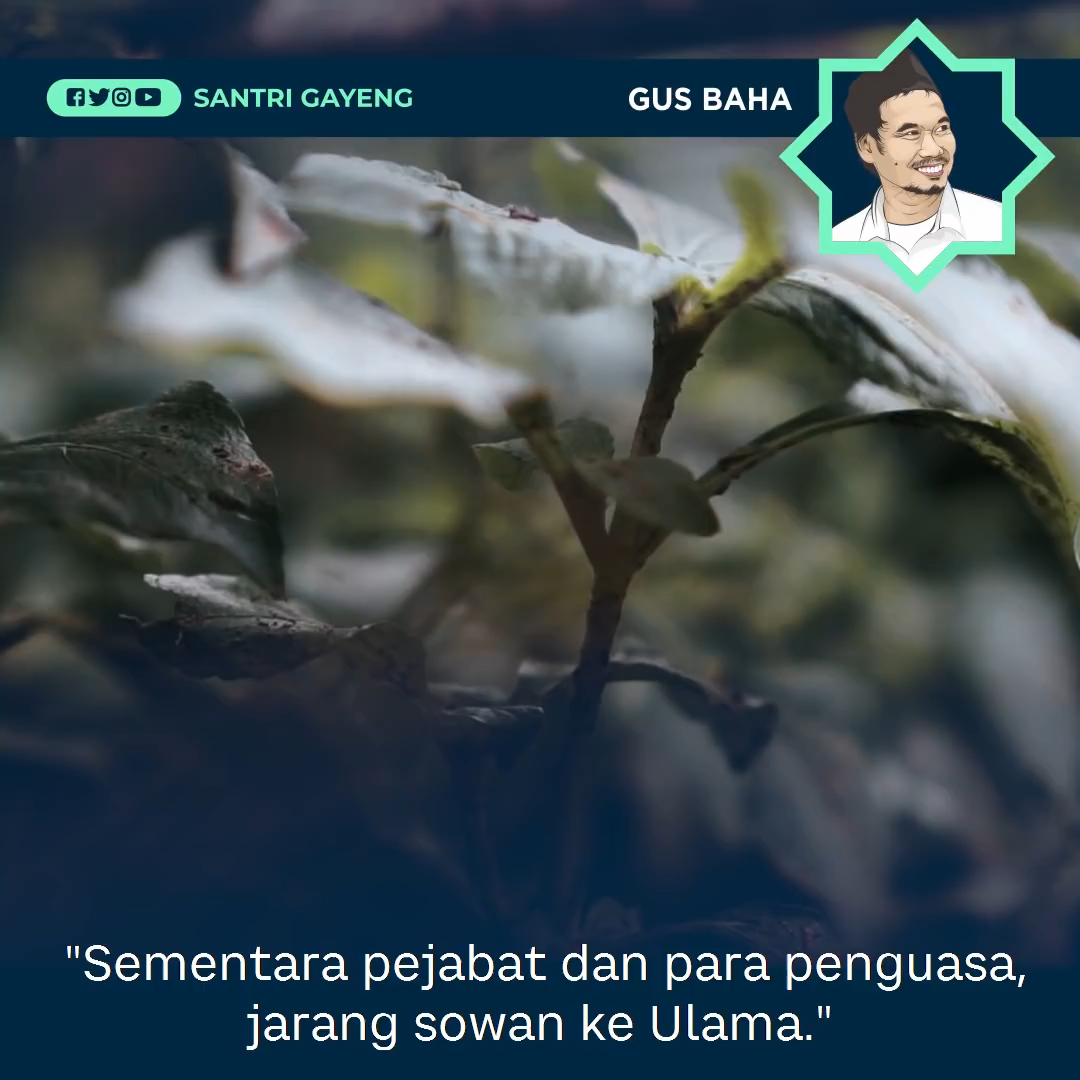 SANTRI GAYENG
GUS BAHA
"Sementara pejabat dan para penguasa,
jarang sowan ke Ulama."